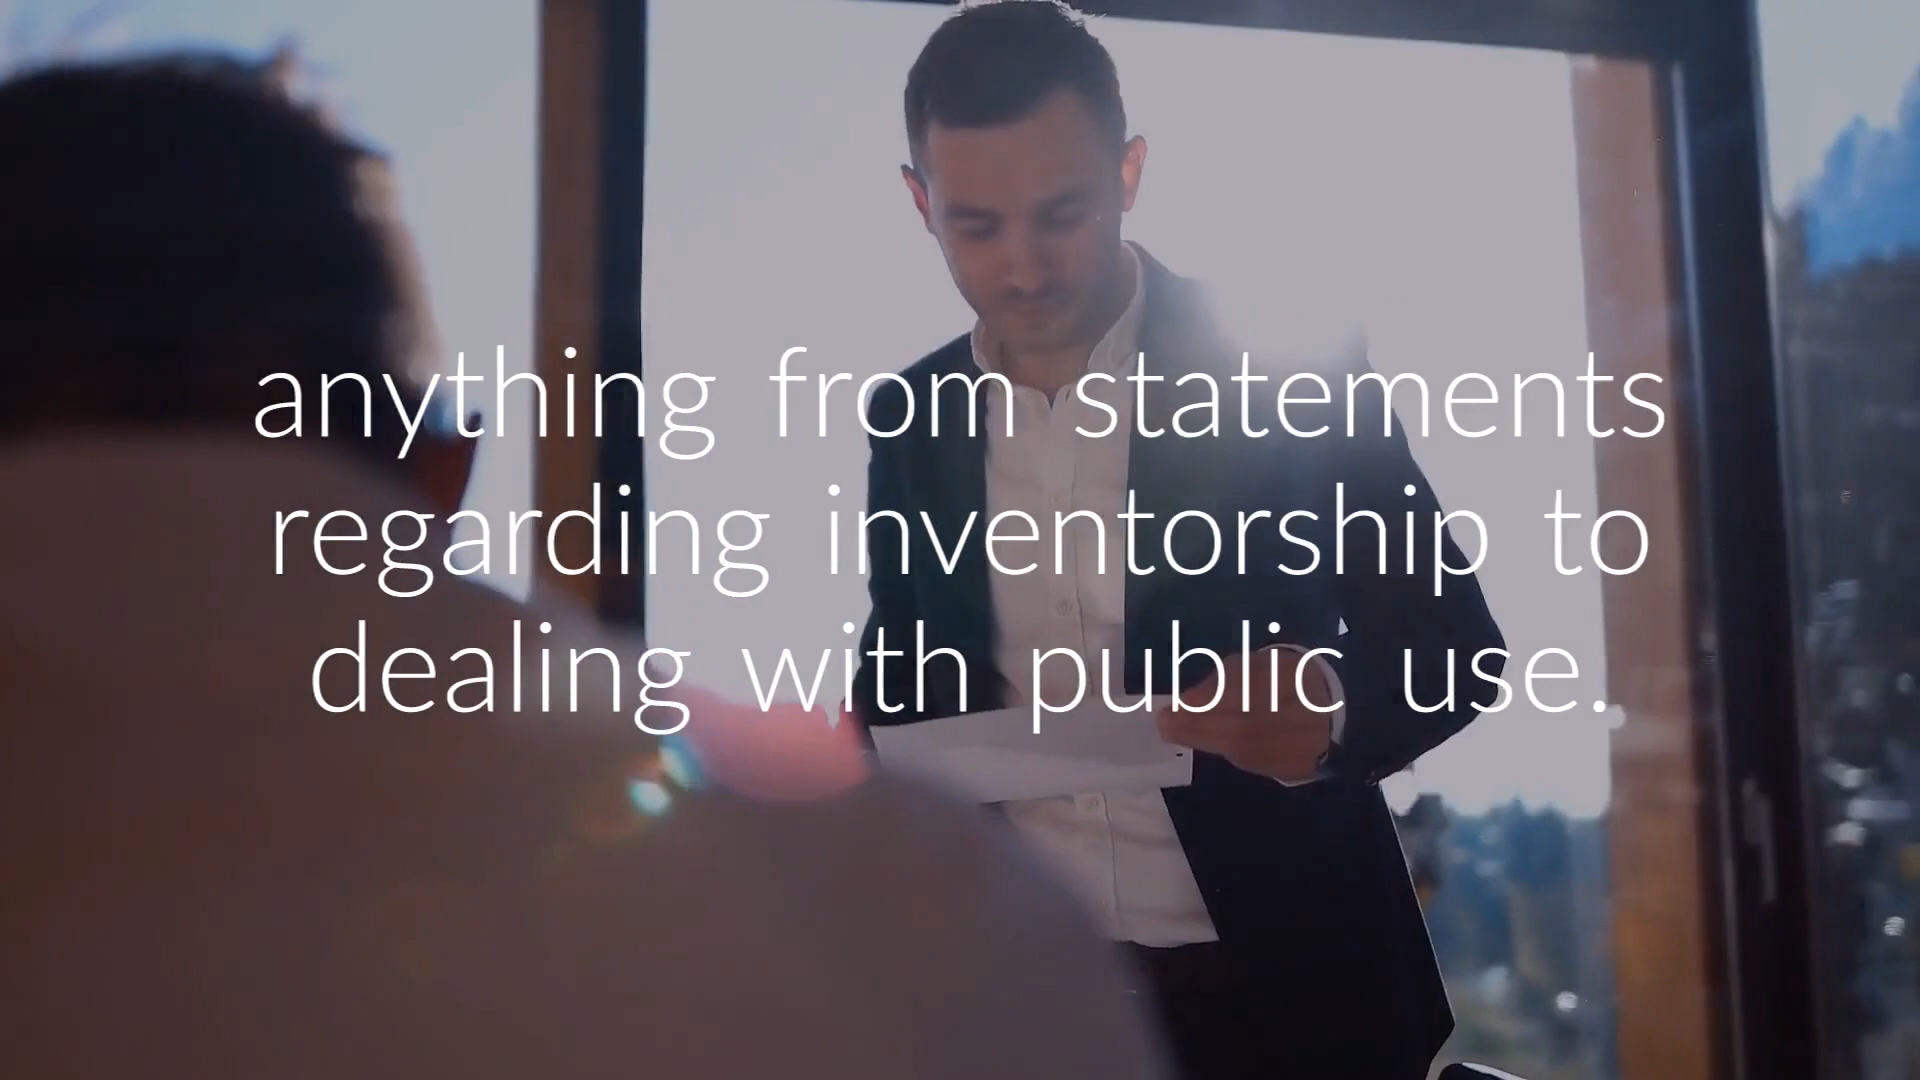 anything from statements
regarding inventorship to
dealing with public use.